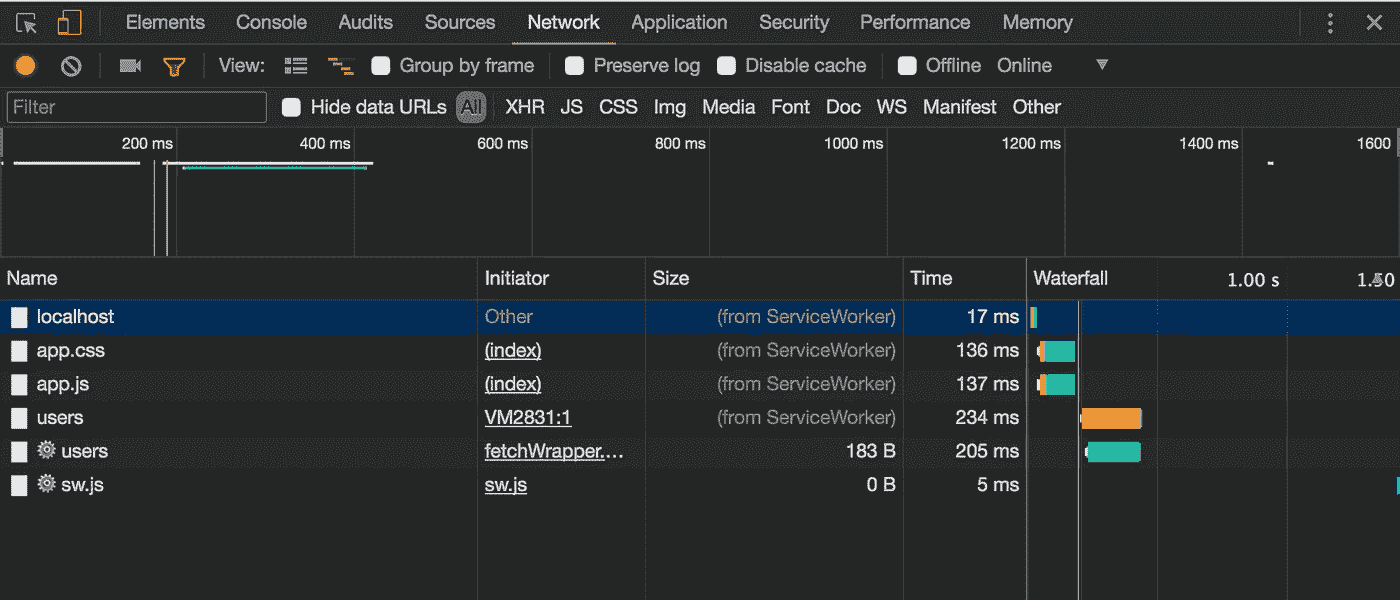 Elements Console Audits Sources Network Application Security Performance Memory
View: Group by frame Preserve log Disable cache Offline Online
Filter Hide data URLs All XHR JS CSS Img Media Font Doc WS Manifest Other
200 ms 400 ms 600 ms 800 ms 1000 ms 1200 ms 1400 ms 1600
Name Initiator Size Time Waterfall 1.00 s 1.50
localhost Other (from ServiceWorker) 17 ms
app.css (index) (from ServiceWorker) 136 ms
app.js (index) (from ServiceWorker) 137 ms
users VM2831:1 (from ServiceWorker) 234 ms
users fetchWrapper.… 183 B 205 ms
sw.js sw.js 0 B 5 ms